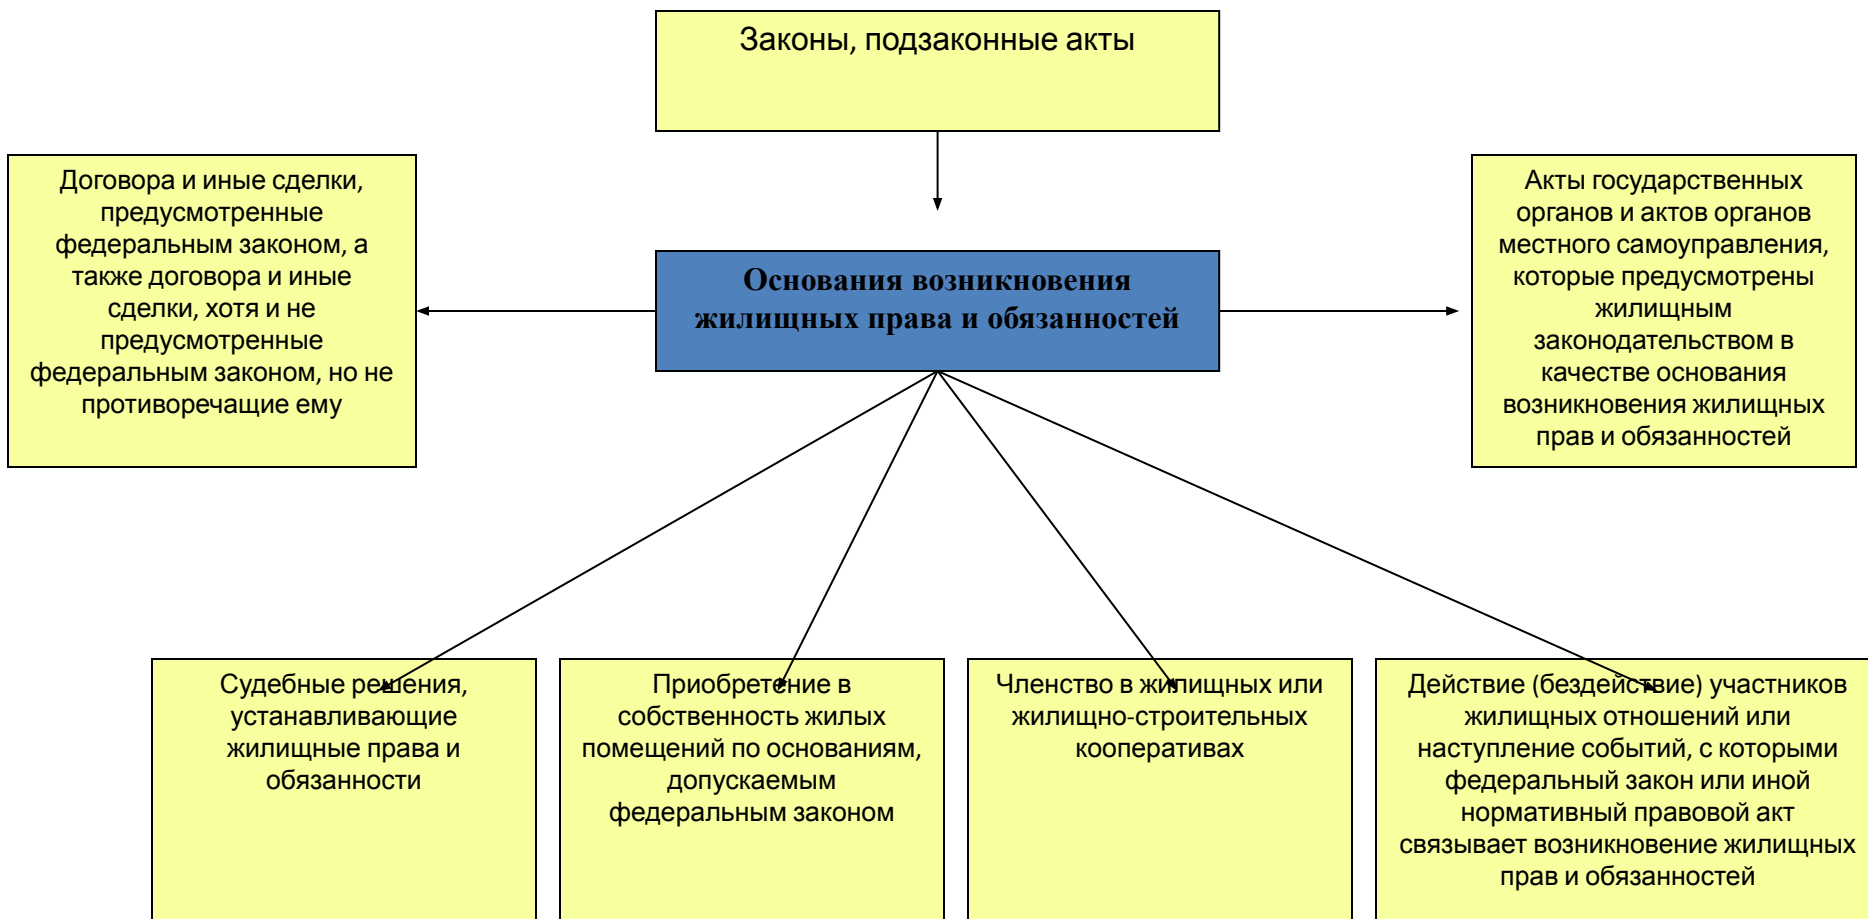 Законы, подзаконные акты
Договора и иные сделки,
предусмотренные
федеральным законом, а
также договора и иные
сделки, хотя и не
предусмотренные
федеральным законом, но не
противоречащие ему
Основания возникновения
жилищных права и обязанностей
Акты государственных
органов и актов органов
местного самоуправления,
которые предусмотрены
жилищным
законодательством в
качестве основания
возникновения жилищных
прав и обязанностей
Судебные решения,
устанавливающие
жилищные права и
обязанности
Приобретение в
собственность жилых
помещений по основаниям,
допускаемым
федеральным законом
Членство в жилищных или
жилищно-строительных
кооперативах
Действие (бездействие) участников
жилищных отношений или
наступление событий, с которыми
федеральный закон или иной
нормативный правовой акт
связывает возникновение жилищных
прав и обязанностей